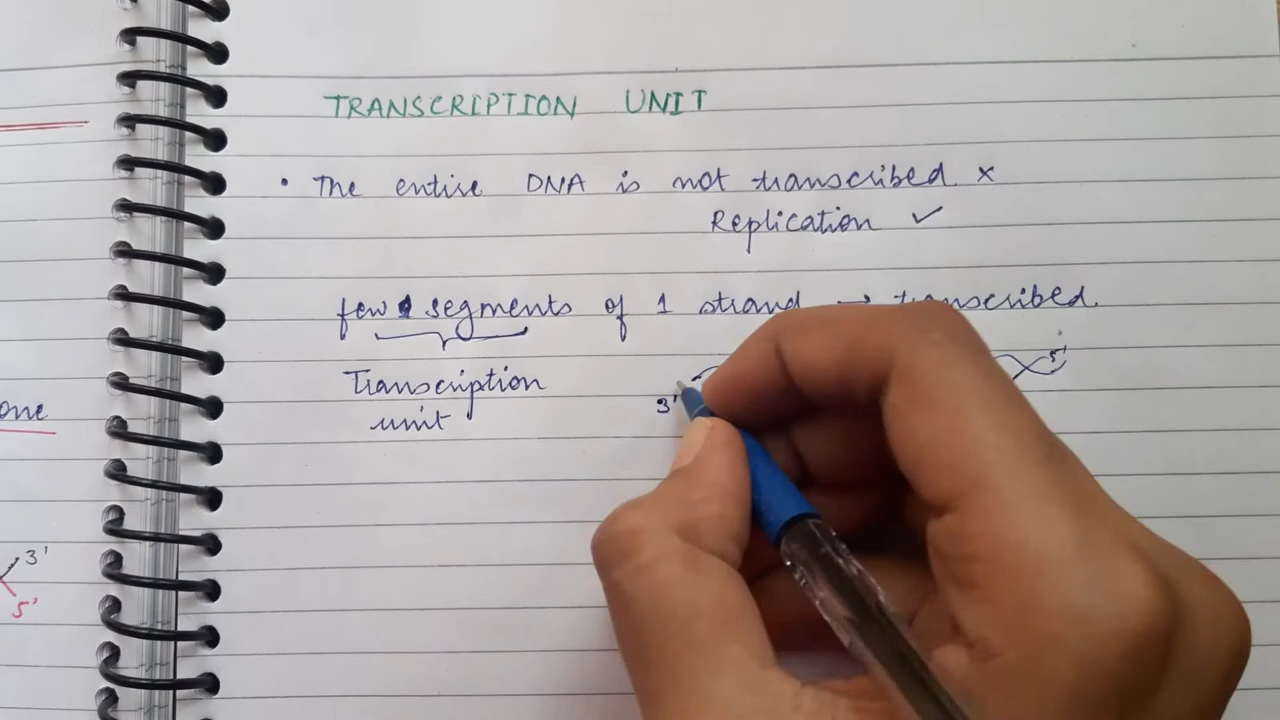 TRANSCRIPTION UNIT
• The entire DNA is not transcribed ×
Replication ✓
few segments of 1 strand → transcribed.
Transcription
unit
3'
5'
one
3'
5'